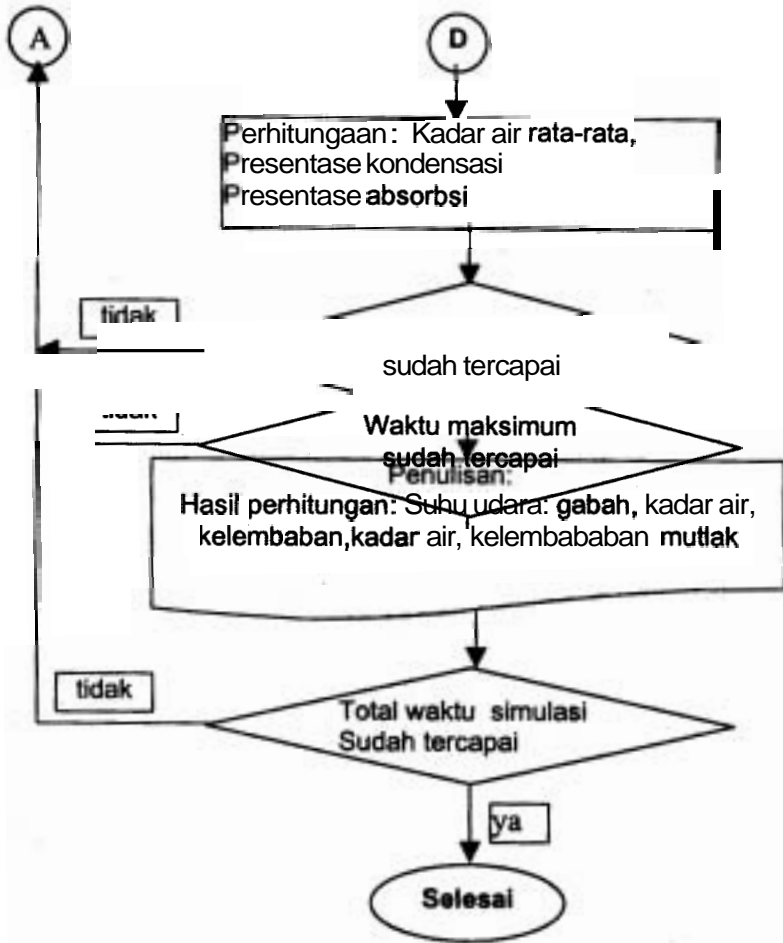 A
D
Perhitungaan: Kadar air rata-rata,
Presentase kondensasi
Presentase absorbsi
tidak
sudah tercapai
tidak
Waktu maksimum
sudah tercapai
Penulisan:
Hasil perhitungan: Suhu udara: gabah, kadar air,
kelembaban,kadar air, kelembababan mutlak
tidak
Total waktu simulasi
Sudah tercapai
ya
Selesai